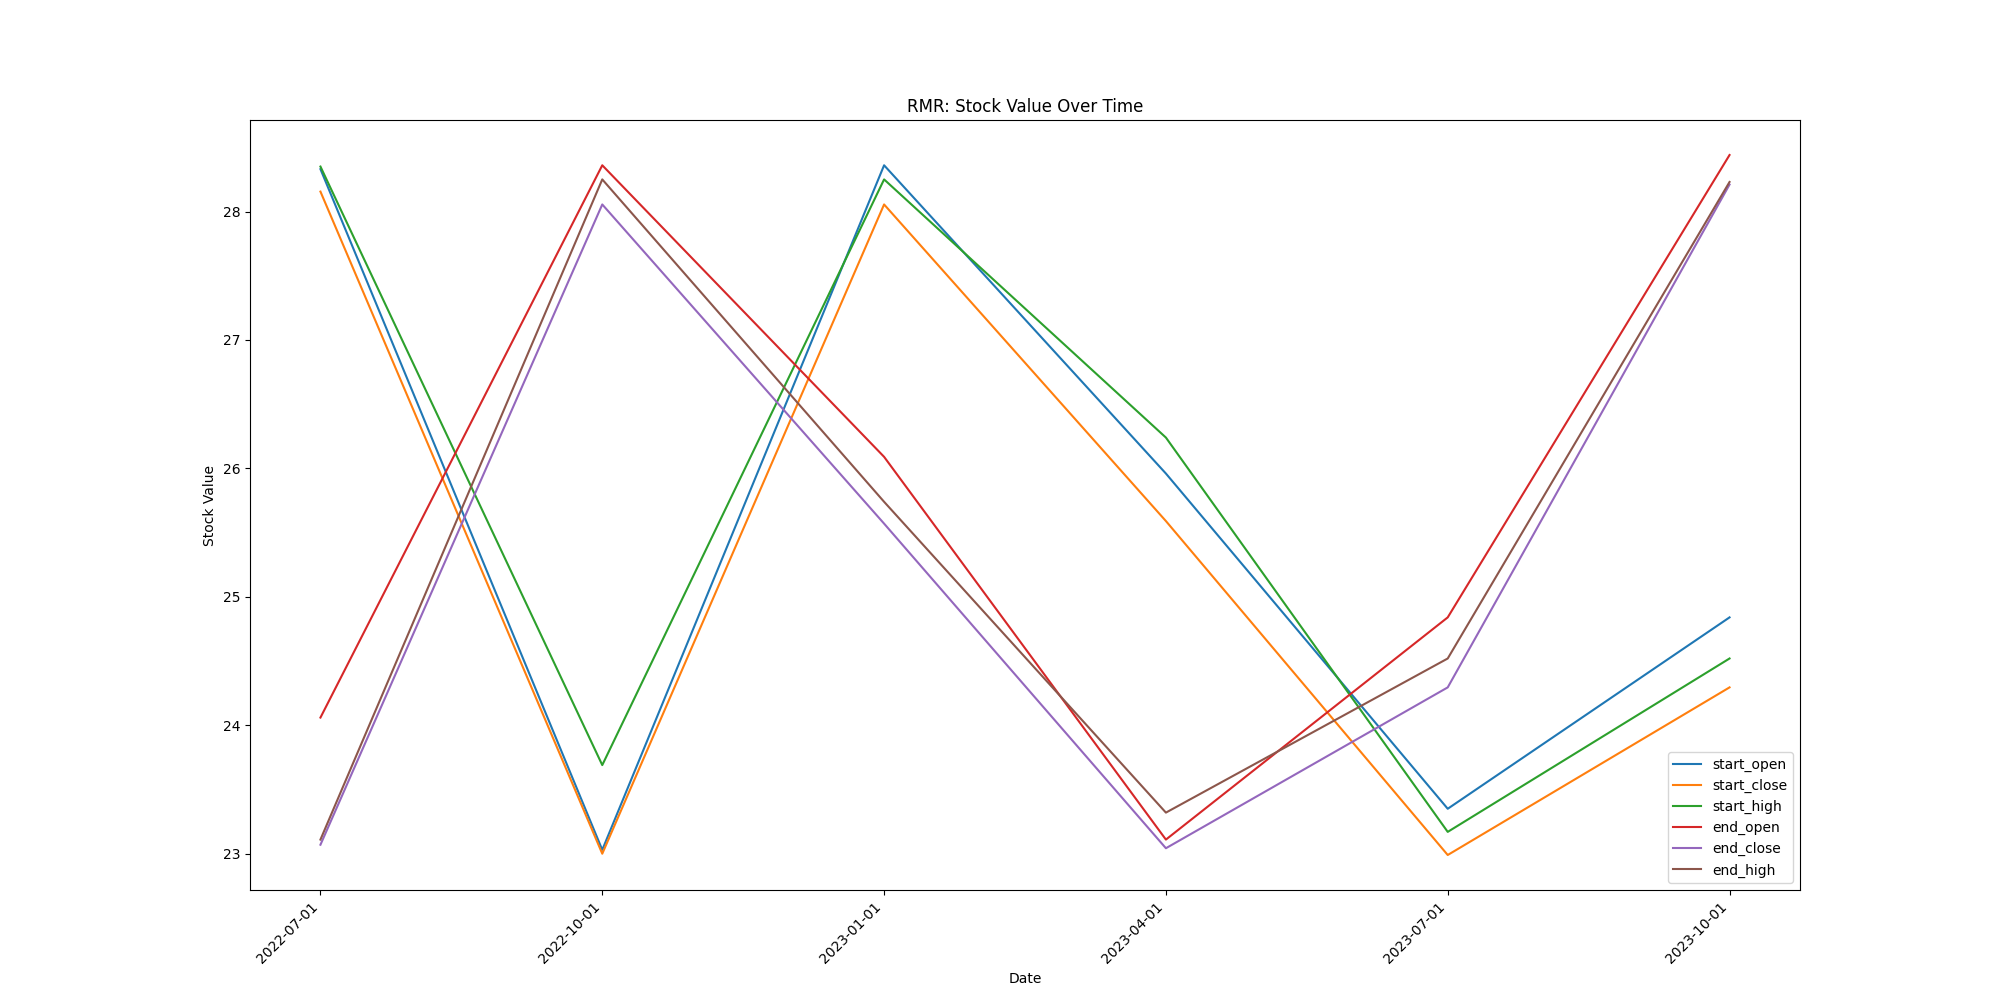 RMR: Stock Value Over Time
Stock Value
28
27
26
25
24
23
2022-07-01
2022-10-01
2023-01-01
2023-04-01
2023-07-01
2023-10-01
Date
start_open
start_close
start_high
end_open
end_close
end_high